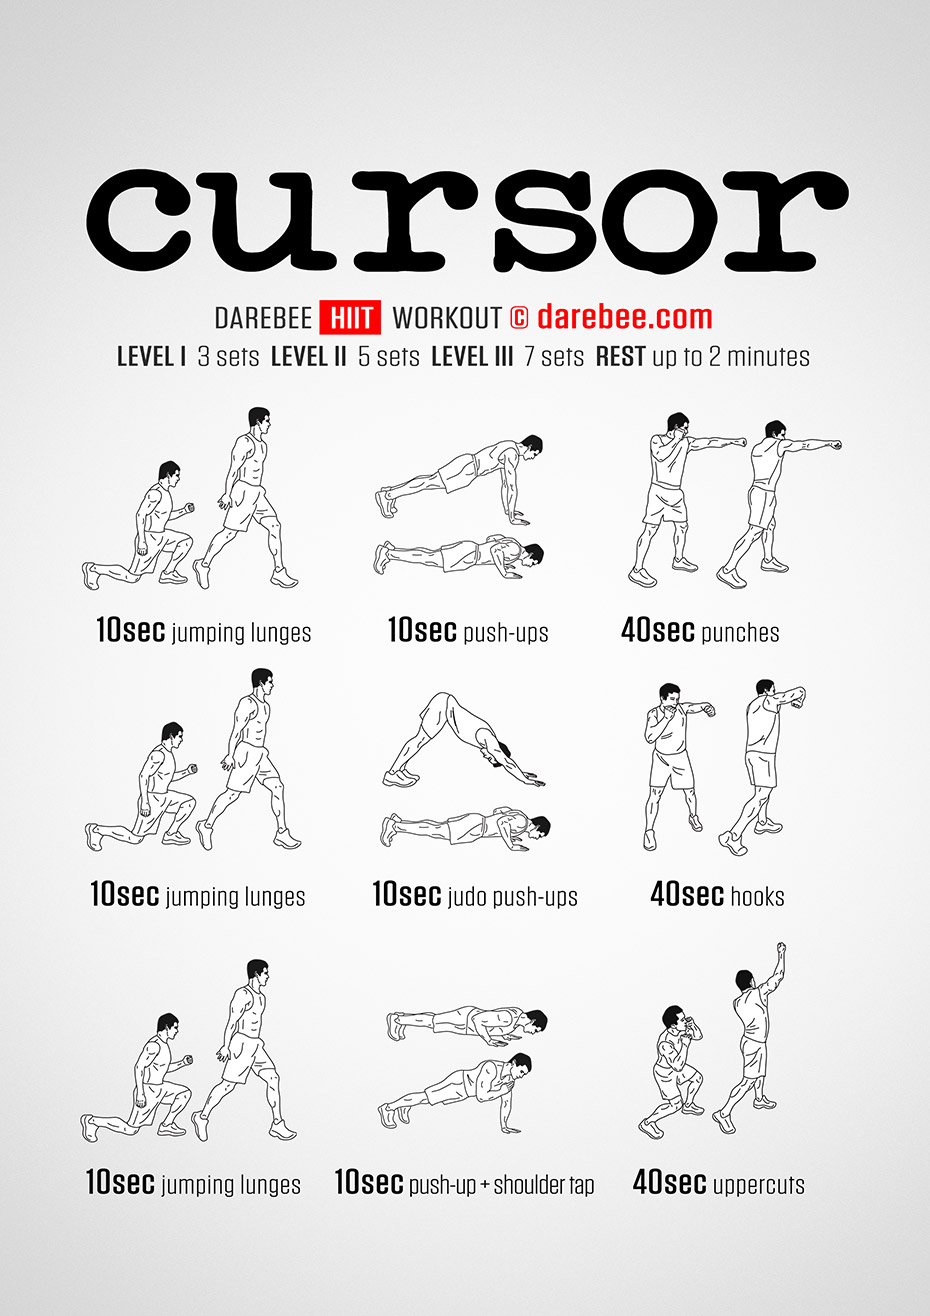 cursor
DAREBEE HIIT WORKOUT © darebee.com
LEVEL I 3 sets LEVEL II 5 sets LEVEL III 7 sets REST up to 2 minutes
10sec jumping lunges
10sec push-ups
40sec punches
10sec jumping lunges
10sec judo push-ups
40sec hooks
10sec jumping lunges
10sec push-up + shoulder tap
40sec uppercuts